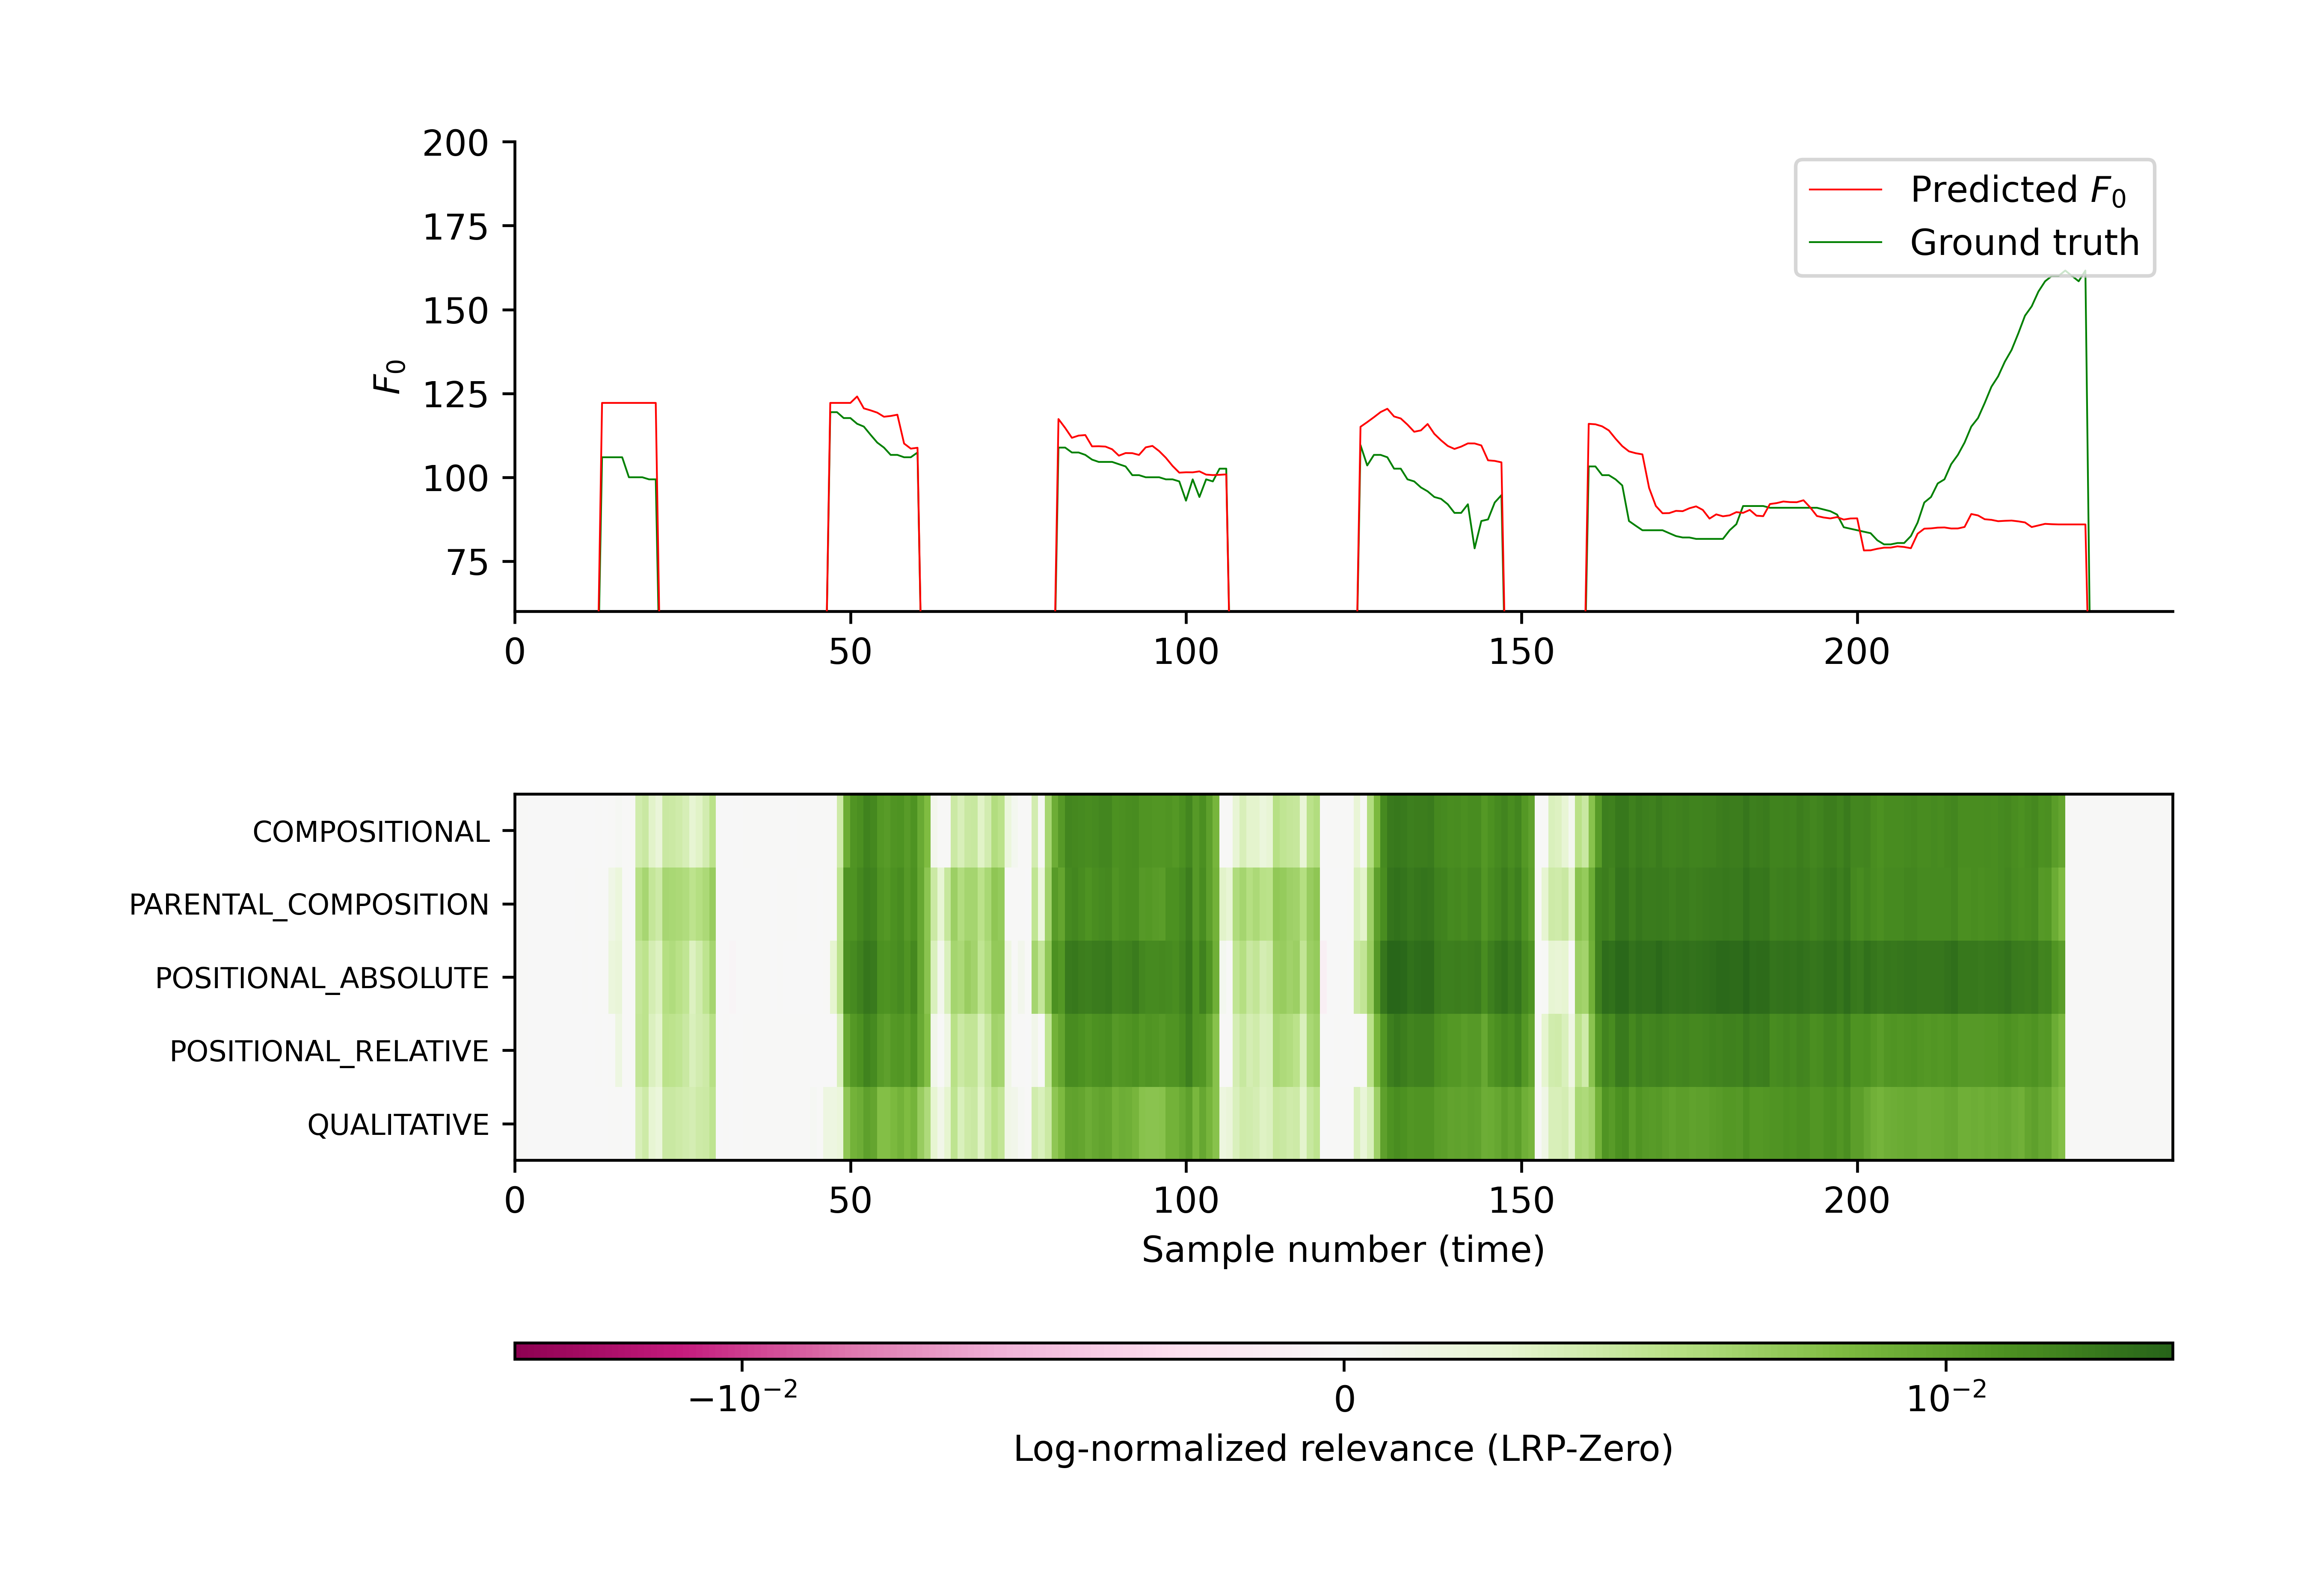 200
175
150
125
100
75
F₀
Predicted F₀
Ground truth
0 50 100 150 200
COMPOSITIONAL
PARENTAL_COMPOSITION
POSITIONAL_ABSOLUTE
POSITIONAL_RELATIVE
QUALITATIVE
0 50 100 150 200
Sample number (time)
−10⁻² 0 10⁻²
Log-normalized relevance (LRP-Zero)